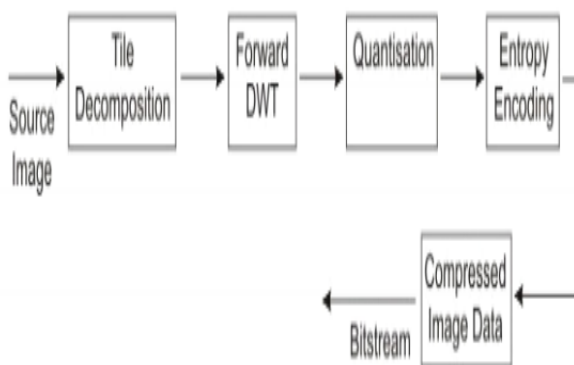 Source
Image
Tile
Decomposition
Forward
DWT
Quantisation
Entropy
Encoding
Compressed
Image Data
Bitstream